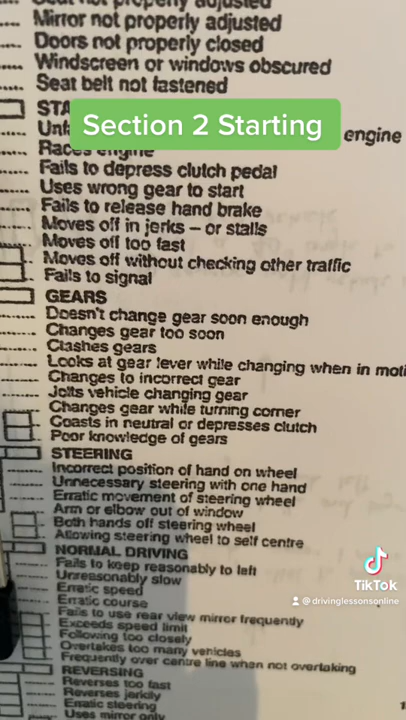 Seat not properly adjusted
Mirror not properly adjusted
Doors not properly closed
Windscreen or windows obscured
Seat belt not fastened
STA
Section 2 Starting
engine
Races engine
Fails to depress clutch pedal
Uses wrong gear to start
Fails to release hand brake
Moves off in jerks – or stalls
Moves off too fast
Moves off without checking other traffic
Fails to signal
GEARS
Doesn't change gear soon enough
Changes gear too soon
Clashes gears
Looks at gear lever while changing when in moti
Changes to incorrect gear
Jolts vehicle changing gear
Changes gear while turning corner
Coasts in neutral or depresses clutch
Poor knowledge of gears
STEERING
Incorrect position of hand on wheel
Unnecessary steering with one hand
Erratic movement of steering wheel
Arm or elbow out of window
Both hands off steering wheel
Allowing steering wheel to self centre
NORMAL DRIVING
Fails to keep reasonably to left
Unreasonably slow
Erratic speed
Erratic course
Fails to use rear view mirror frequently
Exceeds speed limit
Following too closely
Overtakes too many vehicles
Frequently over centre line when not overtaking
REVERSING
Reverses too fast
Reverses jerkily
Erratic steering
Uses mirror only
TikTok
@drivinglessonsonline